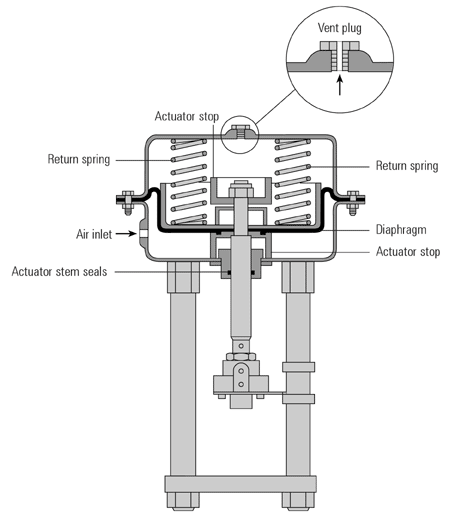 Vent plug
Actuator stop
Return spring
Return spring
Air inlet
Diaphragm
Actuator stop
Actuator stem seals